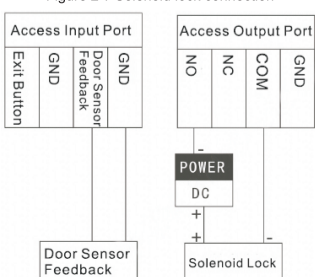 Figure 2-1 Solenoid lock connection
Access Input Port
Exit Button
GND
Door Sensor
Feedback
GND
Access Output Port
NO
NC
COM
GND
-
POWER
DC
+
+
-
Door Sensor
Feedback
Solenoid Lock